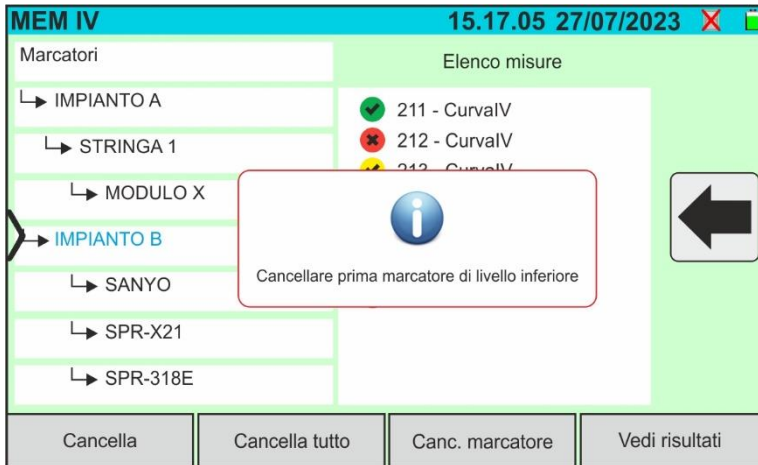 MEM IV
15.17.05 27/07/2023
Marcatori
Elenco misure
IMPIANTO A
STRINGA 1
MODULO X
IMPIANTO B
SANYO
SPR-X21
SPR-318E
211 - CurvaIV
212 - CurvaIV
213 - CurvaIV
Cancellare prima marcatore di livello inferiore
Cancella
Cancella tutto
Canc. marcatore
Vedi risultati